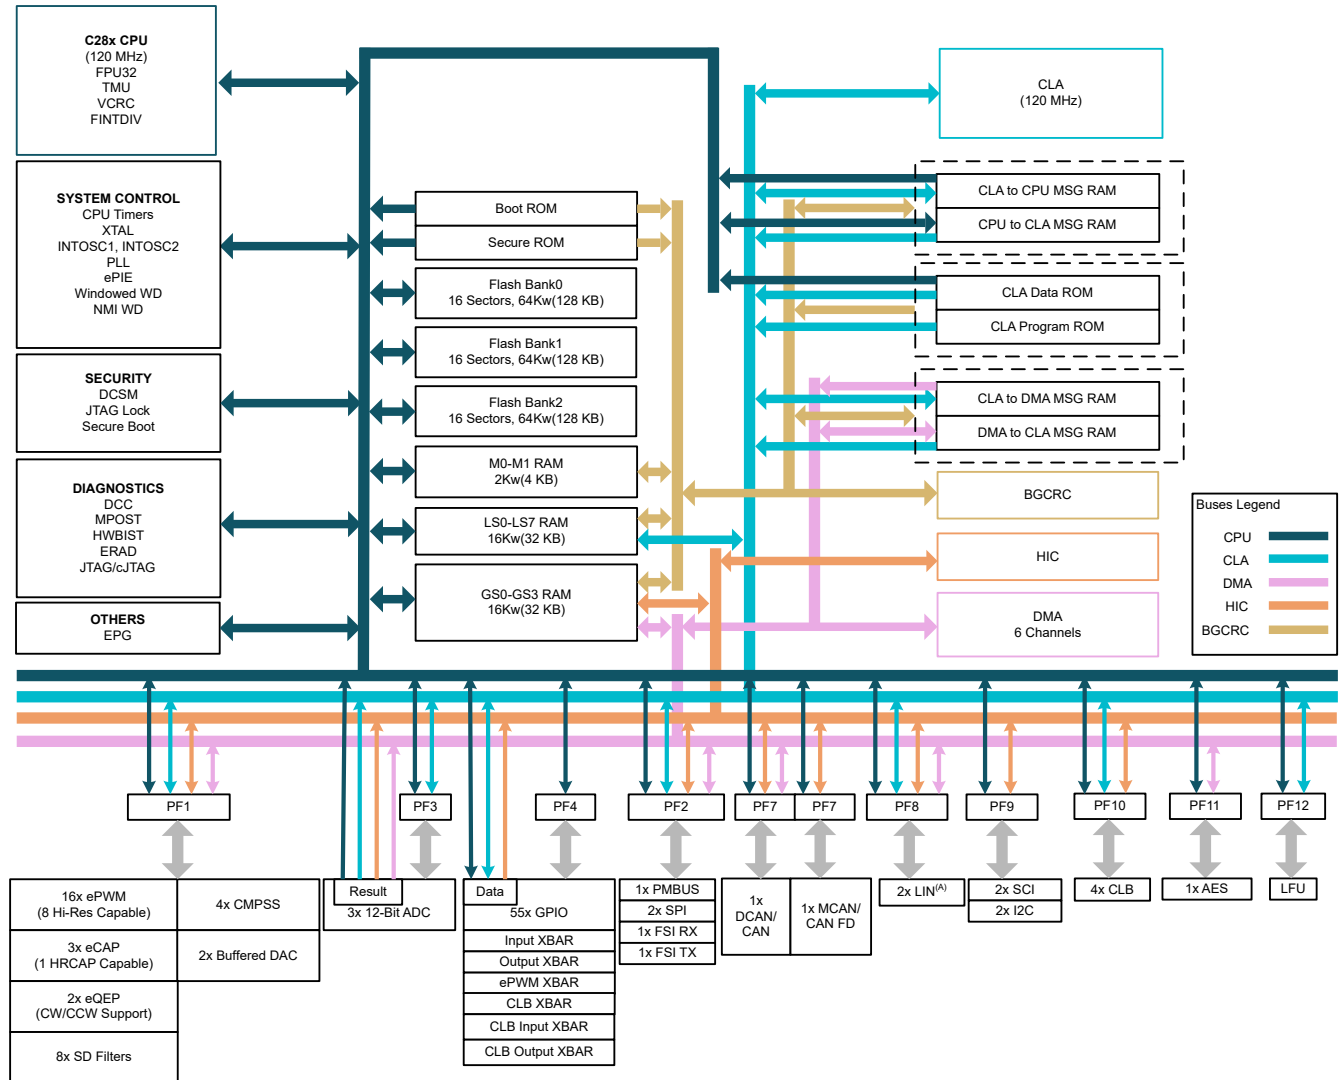 C28x CPU
(120 MHz)
FPU32
TMU
VCRC
FINTDIV
SYSTEM CONTROL
CPU Timers
XTAL
INTOSC1, INTOSC2
PLL
ePIE
Windowed WD
NMI WD
SECURITY
DCSM
JTAG Lock
Secure Boot
DIAGNOSTICS
DCC
MPOST
HWBIST
ERAD
JTAG/cJTAG
OTHERS
EPG
Boot ROM
Secure ROM
Flash Bank0
16 Sectors, 64Kw(128 KB)
Flash Bank1
16 Sectors, 64Kw(128 KB)
Flash Bank2
16 Sectors, 64Kw(128 KB)
M0-M1 RAM
2Kw(4 KB)
LS0-LS7 RAM
16Kw(32 KB)
GS0-GS3 RAM
16Kw(32 KB)
CLA
(120 MHz)
CLA to CPU MSG RAM
CPU to CLA MSG RAM
CLA Data ROM
CLA Program ROM
CLA to DMA MSG RAM
DMA to CLA MSG RAM
BGCRC
HIC
DMA
6 Channels
Buses Legend
CPU
CLA
DMA
HIC
BGCRC
PF1
PF3
PF4
PF2
PF7
PF7
PF8
PF9
PF10
PF11
PF12
16x ePWM
(8 Hi-Res Capable)
3x eCAP
(1 HRCAP Capable)
2x eQEP
(CW/CCW Support)
8x SD Filters
4x CMPSS
2x Buffered DAC
Result
3x 12-Bit ADC
Data
55x GPIO
Input XBAR
Output XBAR
ePWM XBAR
CLB XBAR
CLB Input XBAR
CLB Output XBAR
1x PMBUS
2x SPI
1x FSI RX
1x FSI TX
1x
DCAN/
CAN
1x MCAN/
CAN FD
2x LIN(A)
2x SCI
2x I2C
4x CLB
1x AES
LFU